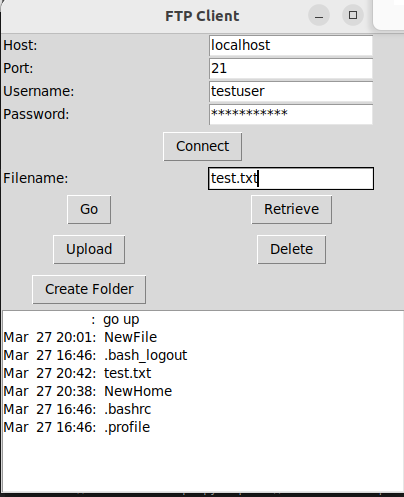 FTP Client
Host: localhost
Port: 21
Username: testuser
Password: ***********
Connect
Filename: test.txt
Go Retrieve
Upload Delete
Create Folder
: go up
Mar 27 20:01: NewFile
Mar 27 16:46: .bash_logout
Mar 27 20:42: test.txt
Mar 27 20:38: NewHome
Mar 27 16:46: .bashrc
Mar 27 16:46: .profile